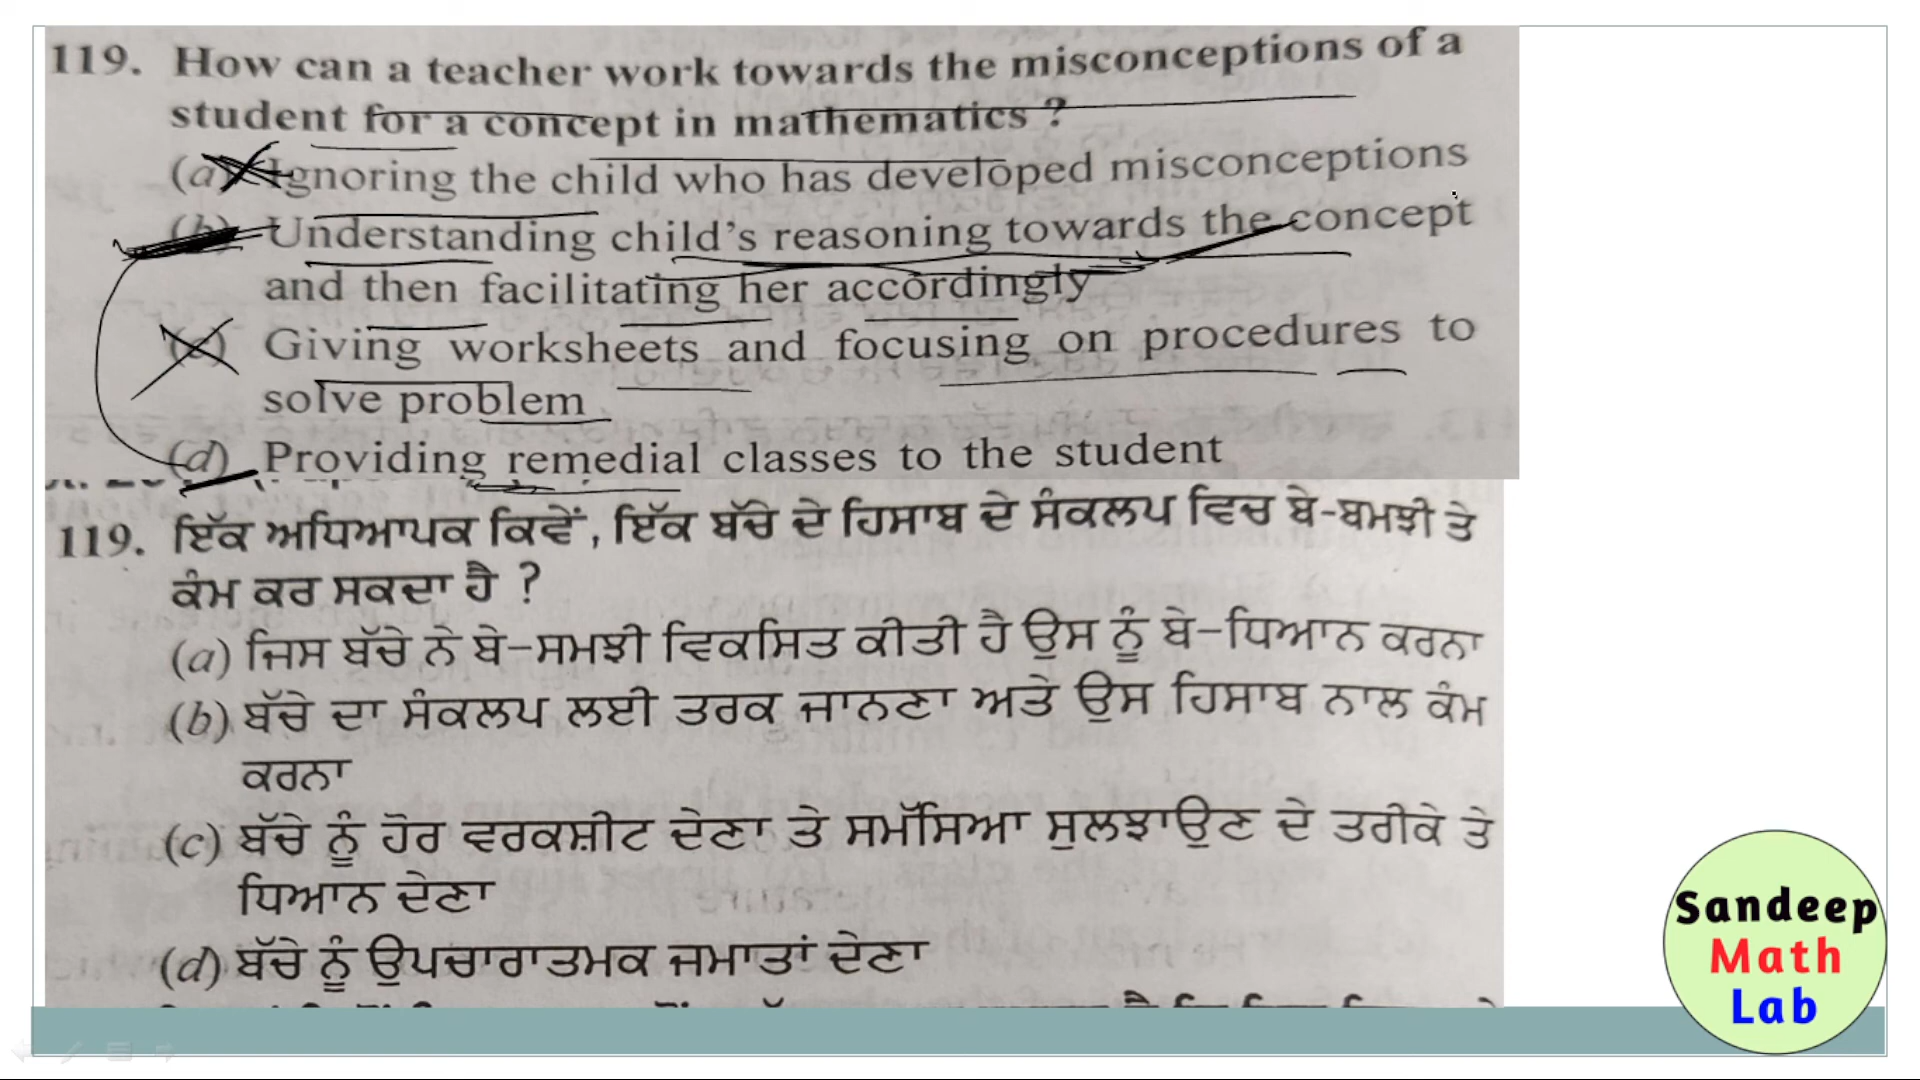 119. How can a teacher work towards the misconceptions of a
student for a concept in mathematics ?
(a) Ignoring the child who has developed misconceptions
(b) Understanding child's reasoning towards the concept
and then facilitating her accordingly
(c) Giving worksheets and focusing on procedures to
solve problem
(d) Providing remedial classes to the student
119. ਇੱਕ ਅਧਿਆਪਕ ਕਿਵੇਂ, ਇੱਕ ਬੱਚੇ ਦੇ ਹਿਸਾਬ ਦੇ ਸੰਕਲਪ ਵਿਚ ਬੇ-ਬਮਝੀ ਤੇ
ਕੰਮ ਕਰ ਸਕਦਾ ਹੈ ?
(a) ਜਿਸ ਬੱਚੇ ਨੇ ਬੇ-ਸਮਝੀ ਵਿਕਸਿਤ ਕੀਤੀ ਹੈ ਉਸ ਨੂੰ ਬੇ-ਧਿਆਨ ਕਰਨਾ
(b) ਬੱਚੇ ਦਾ ਸੰਕਲਪ ਲਈ ਤਰਕ ਜਾਨਣਾ ਅਤੇ ਉਸ ਹਿਸਾਬ ਨਾਲ ਕੰਮ
ਕਰਨਾ
(c) ਬੱਚੇ ਨੂੰ ਹੋਰ ਵਰਕਸ਼ੀਟ ਦੇਣਾ ਤੇ ਸਮੱਸਿਆ ਸੁਲਝਾਉਣ ਦੇ ਤਰੀਕੇ ਤੇ
ਧਿਆਨ ਦੇਣਾ
(d) ਬੱਚੇ ਨੂੰ ਉਪਚਾਰਾਤਮਕ ਜਮਾਤਾਂ ਦੇਣਾ
Sandeep
Math
Lab